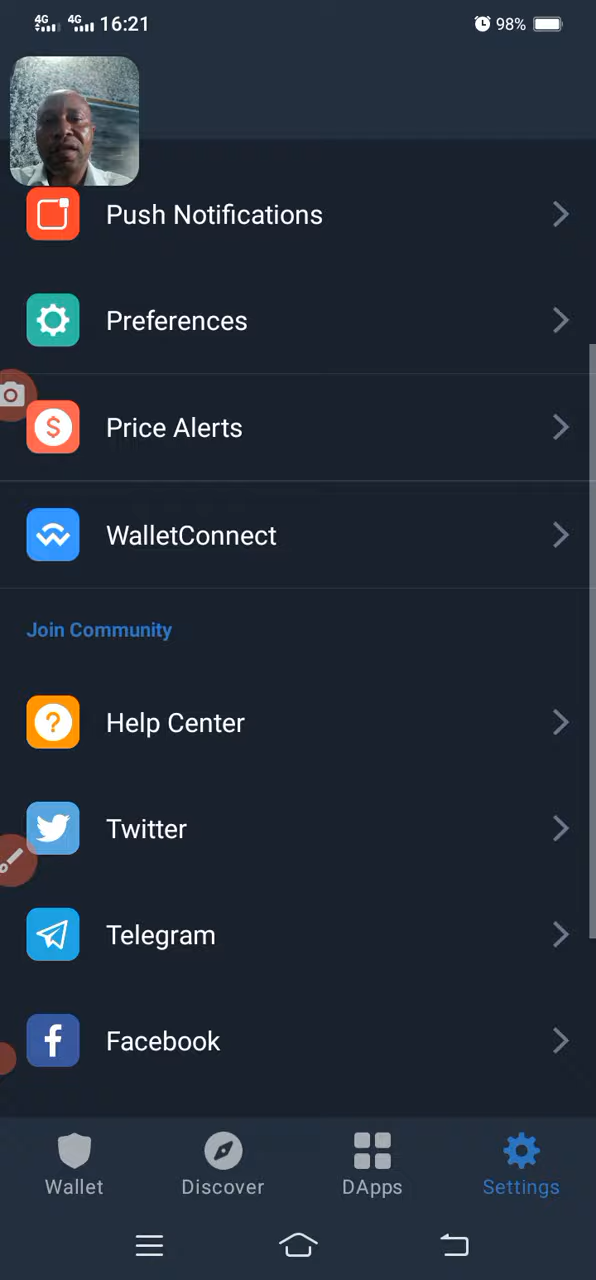 4G 4G 16:21 98%
Push Notifications
Preferences
$ Price Alerts
WalletConnect
Join Community
? Help Center
Twitter
Telegram
f Facebook
Wallet Discover DApps Settings